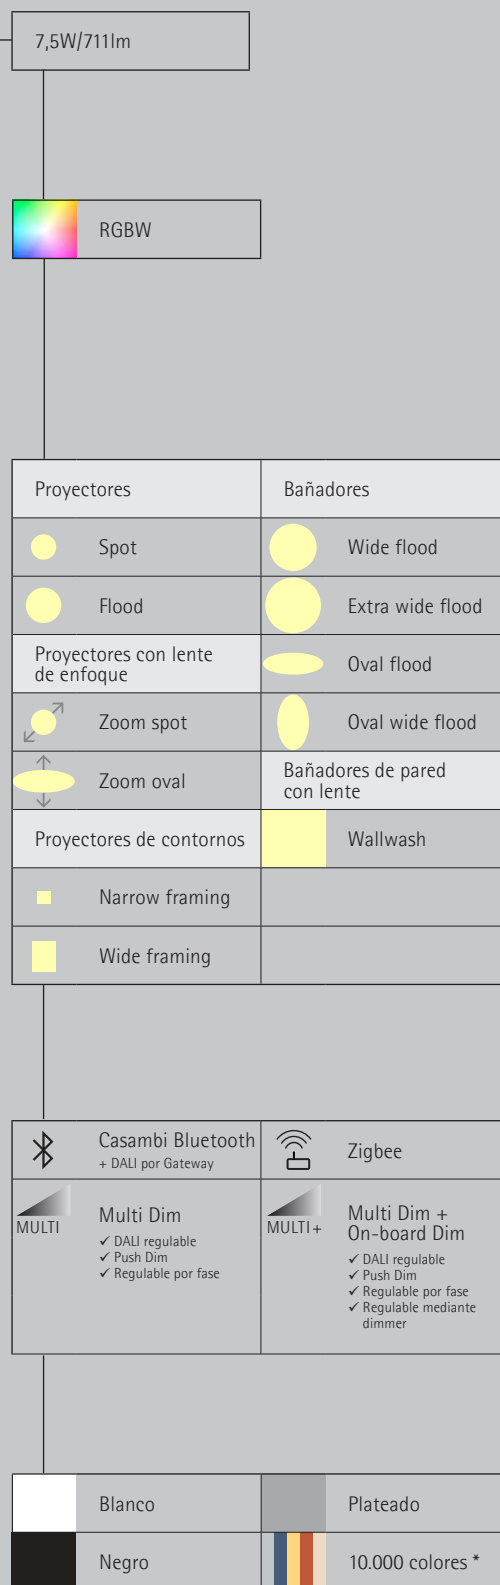 7,5W/711lm
RGBW
Proyectores
Bañadores
Spot
Wide flood
Flood
Extra wide flood
Proyectores con lente
de enfoque
Oval flood
Zoom spot
Oval wide flood
Zoom oval
Bañadores de pared
con lente
Proyectores de contornos
Wallwash
Narrow framing
Wide framing
Casambi Bluetooth
+ DALI por Gateway
Zigbee
MULTI
Multi Dim
✓ DALI regulable
✓ Push Dim
✓ Regulable por fase
MULTI+
Multi Dim +
On-board Dim
✓ DALI regulable
✓ Push Dim
✓ Regulable por fase
✓ Regulable mediante
dimmer
Blanco
Plateado
Negro
10.000 colores *